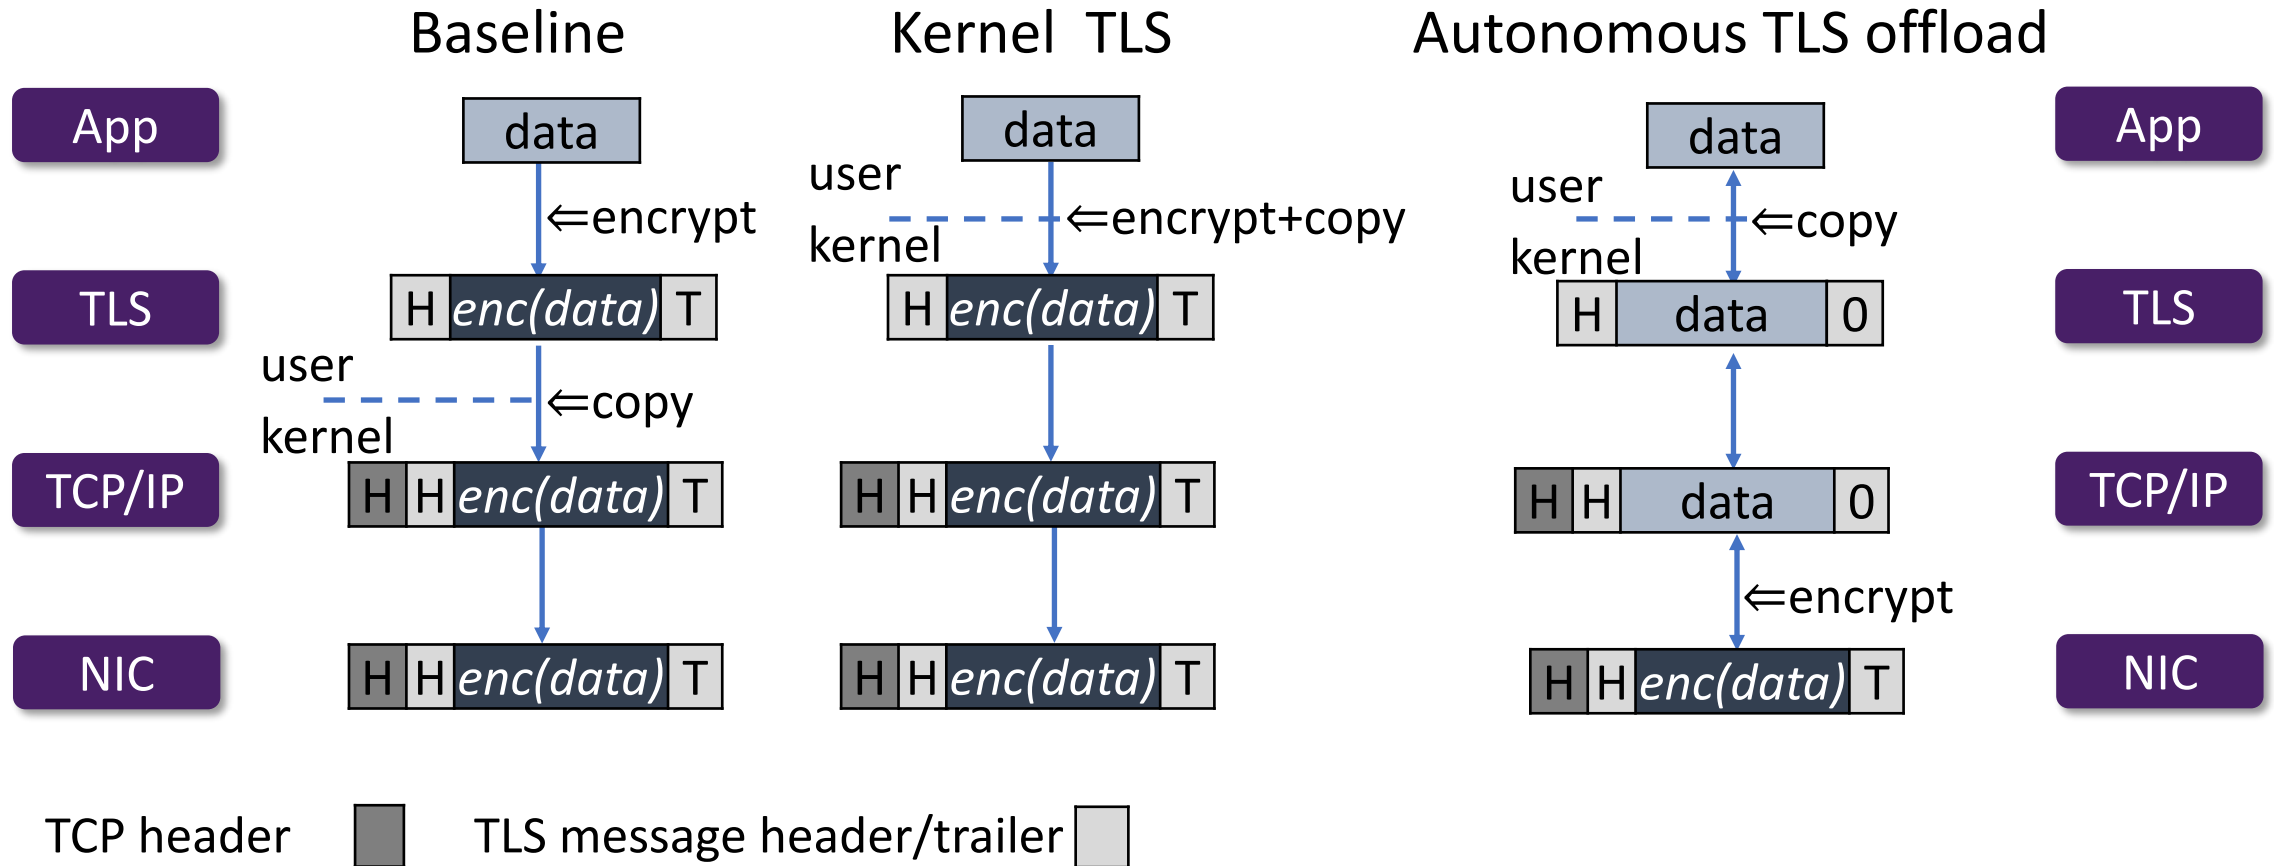 Baseline Kernel TLS Autonomous TLS offload
App data data data App
user user
⇐encrypt ⇐encrypt+copy ⇐copy
kernel kernel
TLS H enc(data) T H enc(data) T H data 0 TLS
user
⇐copy
kernel
TCP/IP H H enc(data) T H H enc(data) T H H data 0 TCP/IP
⇐encrypt
NIC H H enc(data) T H H enc(data) T H H enc(data) T NIC
TCP header TLS message header/trailer